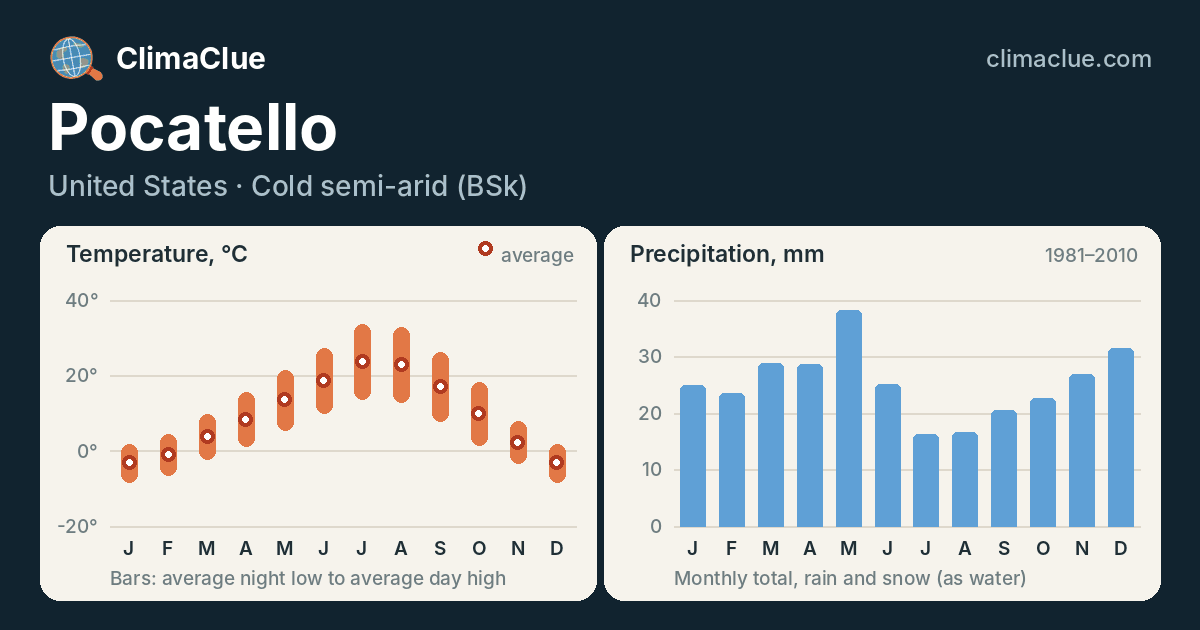 ClimaClue
climaclue.com
Pocatello
United States · Cold semi-arid (BSk)
Temperature, °C
average
40°
20°
0°
-20°
J F M A M J J A S O N D
Bars: average night low to average day high
Precipitation, mm
1981–2010
40
30
20
10
0
J F M A M J J A S O N D
Monthly total, rain and snow (as water)